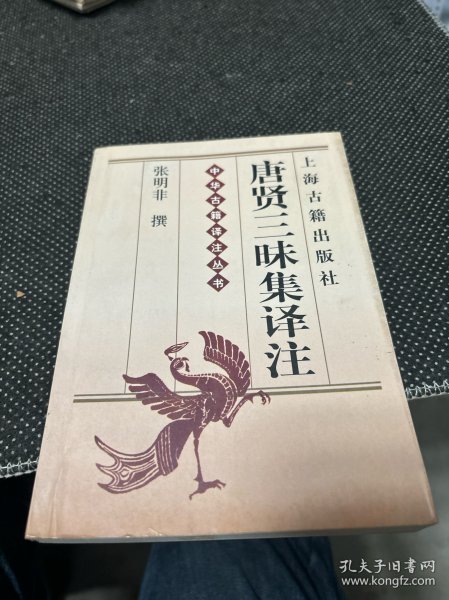 上海古籍出版社
唐贤三昧集译注
中华古籍译注丛书
张明非 撰
孔夫子旧书网
www.kongfz.com